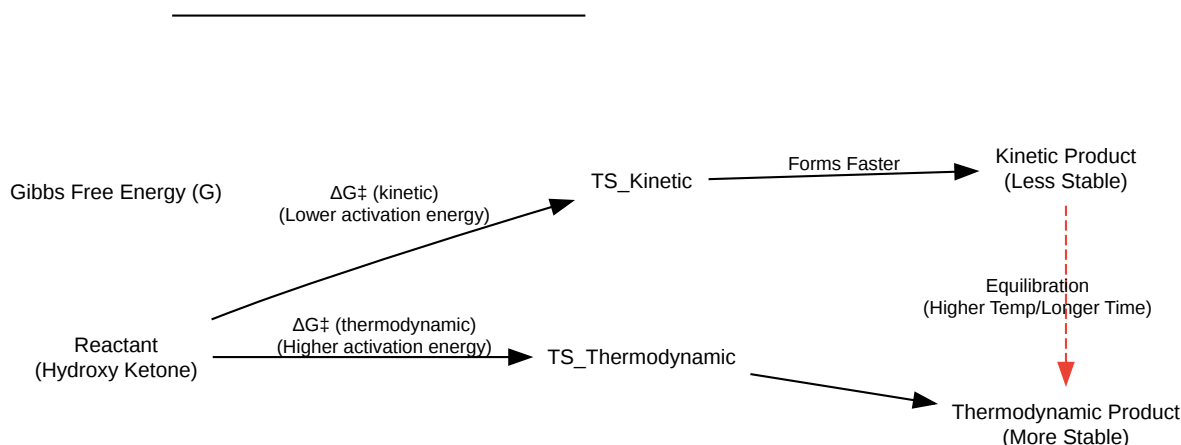 Gibbs Free Energy (G)
ΔG‡ (kinetic)
(Lower activation energy)
TS_Kinetic
Forms Faster
Kinetic Product
(Less Stable)
Reactant
(Hydroxy Ketone)
ΔG‡ (thermodynamic)
(Higher activation energy)
TS_Thermodynamic
Equilibration
(Higher Temp/Longer Time)
Thermodynamic Product
(More Stable)